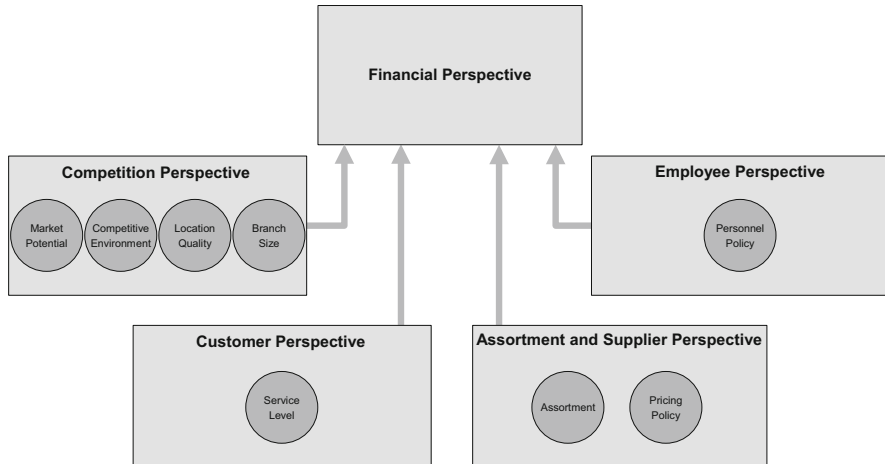 Financial Perspective
Competition Perspective
Market
Potential
Competitive
Environment
Location
Quality
Branch
Size
Employee Perspective
Personnel
Policy
Customer Perspective
Service
Level
Assortment and Supplier Perspective
Assortment
Pricing
Policy